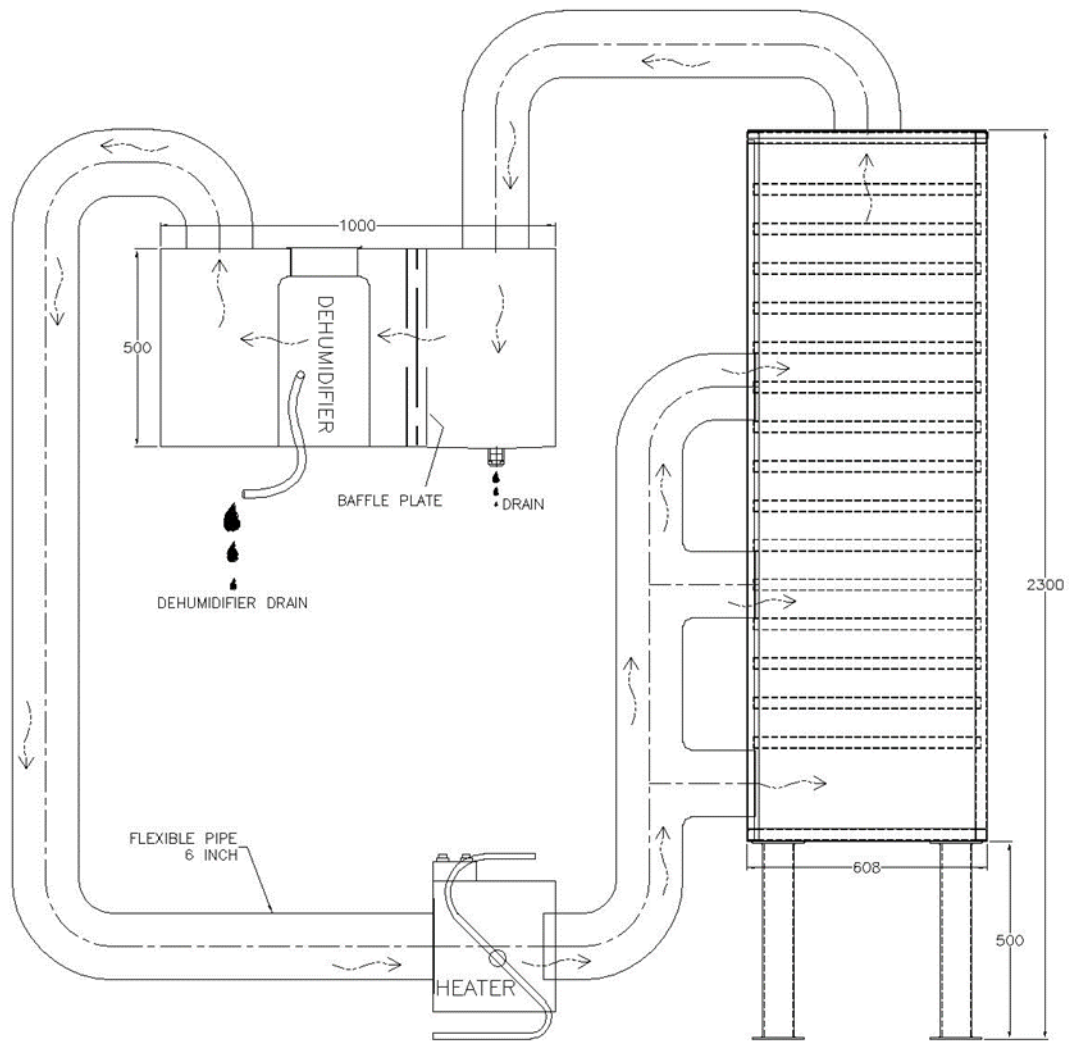 1000
500
DEHUMIDIFIER
BAFFLE PLATE
DRAIN
DEHUMIDIFIER DRAIN
2300
FLEXIBLE PIPE
6 INCH
608
500
HEATER